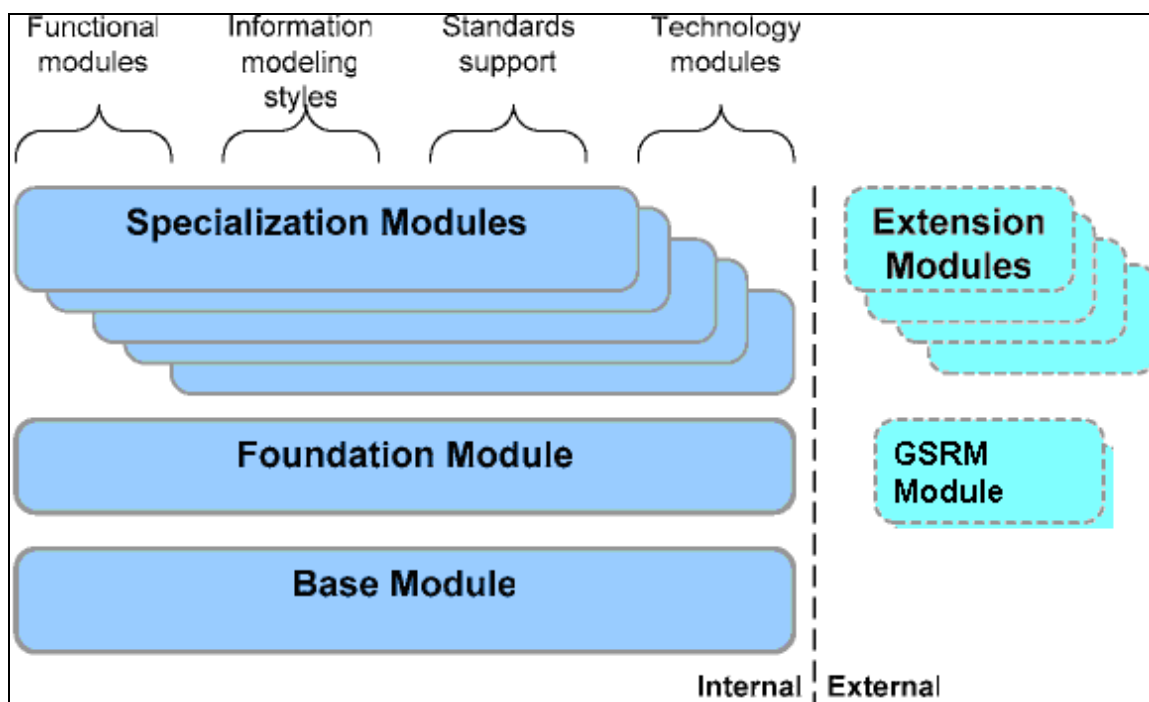 Functional
modules
Information
modeling
styles
Standards
support
Technology
modules
Specialization Modules
Extension
Modules
Foundation Module
GSRM
Module
Base Module
Internal
External